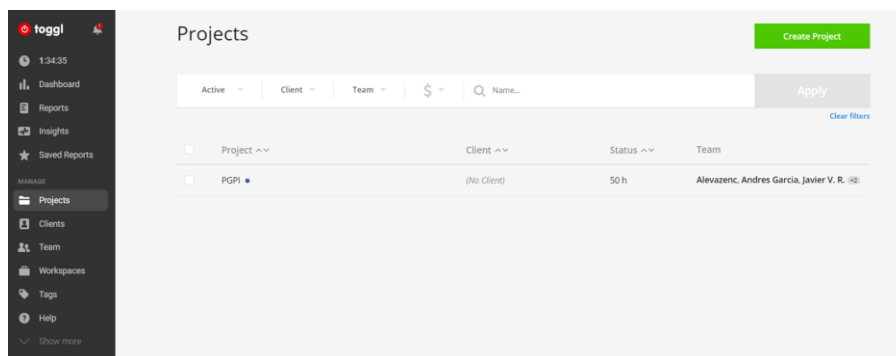 toggl
1:34:35
Dashboard
Reports
Insights
Saved Reports
MANAGE
Projects
Clients
Team
Workspaces
Tags
Help
Show more
Projects
Create Project
Active Client Team $ Name... Apply
Clear filters
Project Client Status Team
PGPI (No Client) 50 h Alevazenc, Andres Garcia, Javier V. R. +2